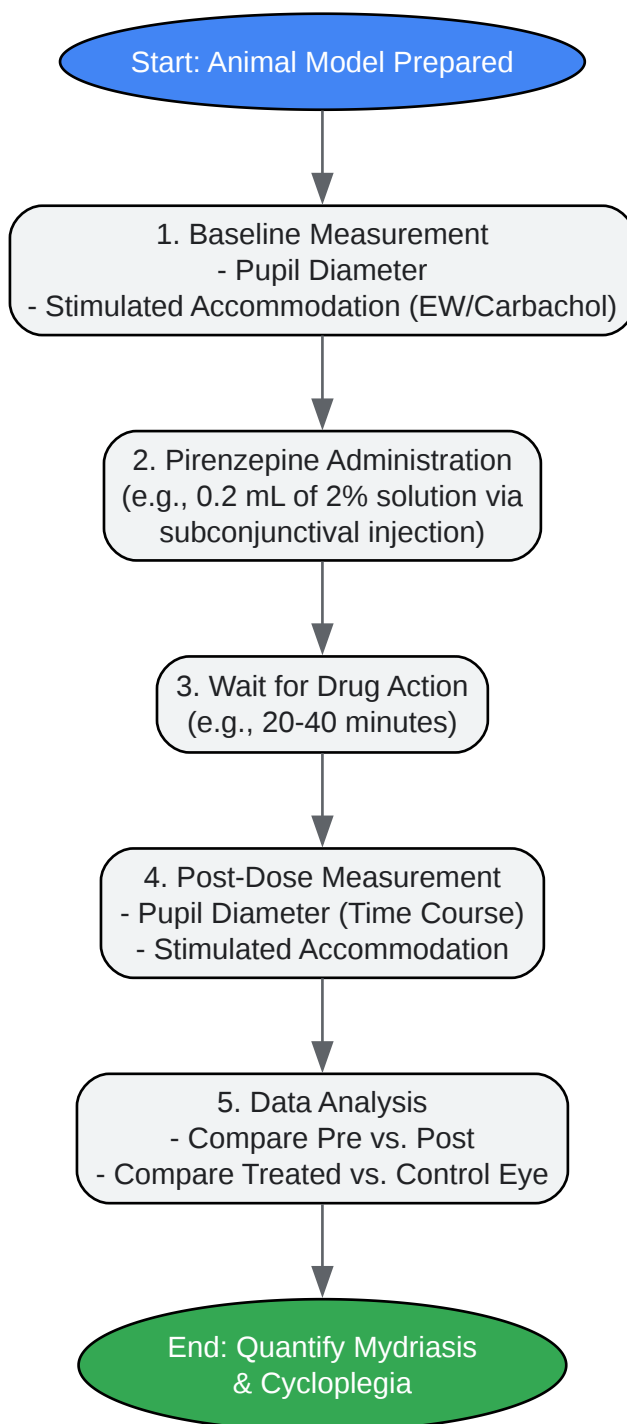 Start: Animal Model Prepared
1. Baseline Measurement
- Pupil Diameter
- Stimulated Accommodation (EW/Carbachol)
2. Pirenzepine Administration
(e.g., 0.2 mL of 2% solution via
subconjunctival injection)
3. Wait for Drug Action
(e.g., 20-40 minutes)
4. Post-Dose Measurement
- Pupil Diameter (Time Course)
- Stimulated Accommodation
5. Data Analysis
- Compare Pre vs. Post
- Compare Treated vs. Control Eye
End: Quantify Mydriasis
& Cycloplegia